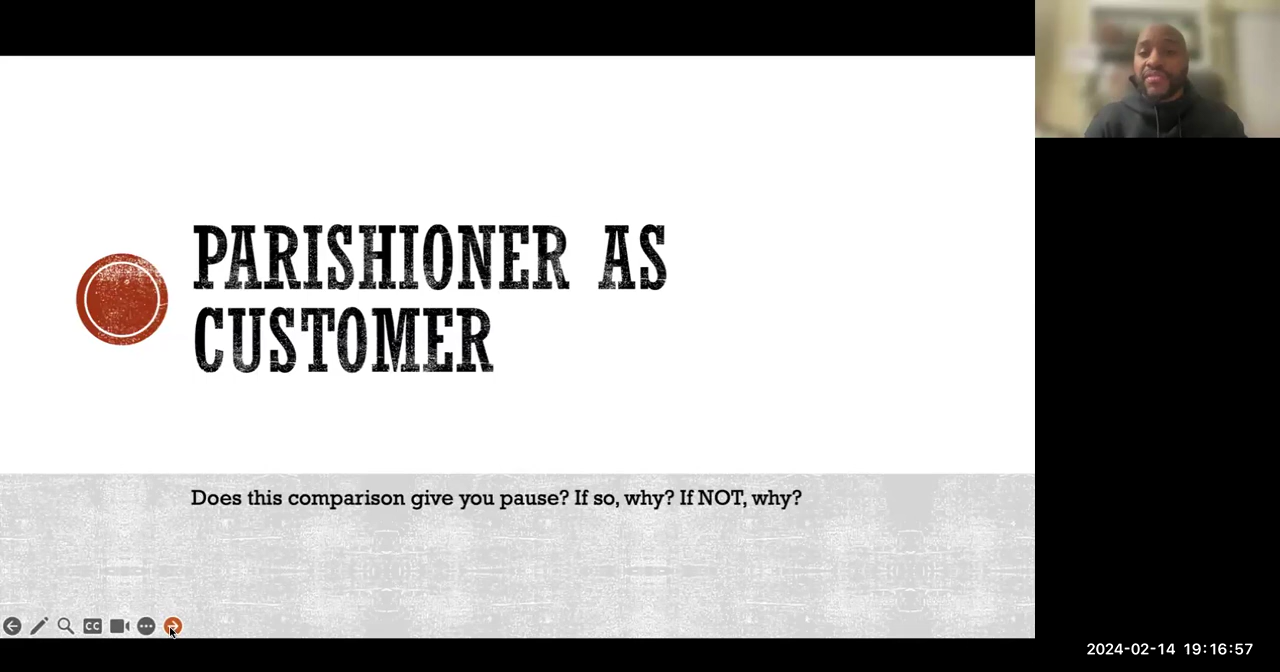 PARISHIONER AS
CUSTOMER
Does this comparison give you pause? If so, why? If NOT, why?
CC
2024-02-14 19:16:57